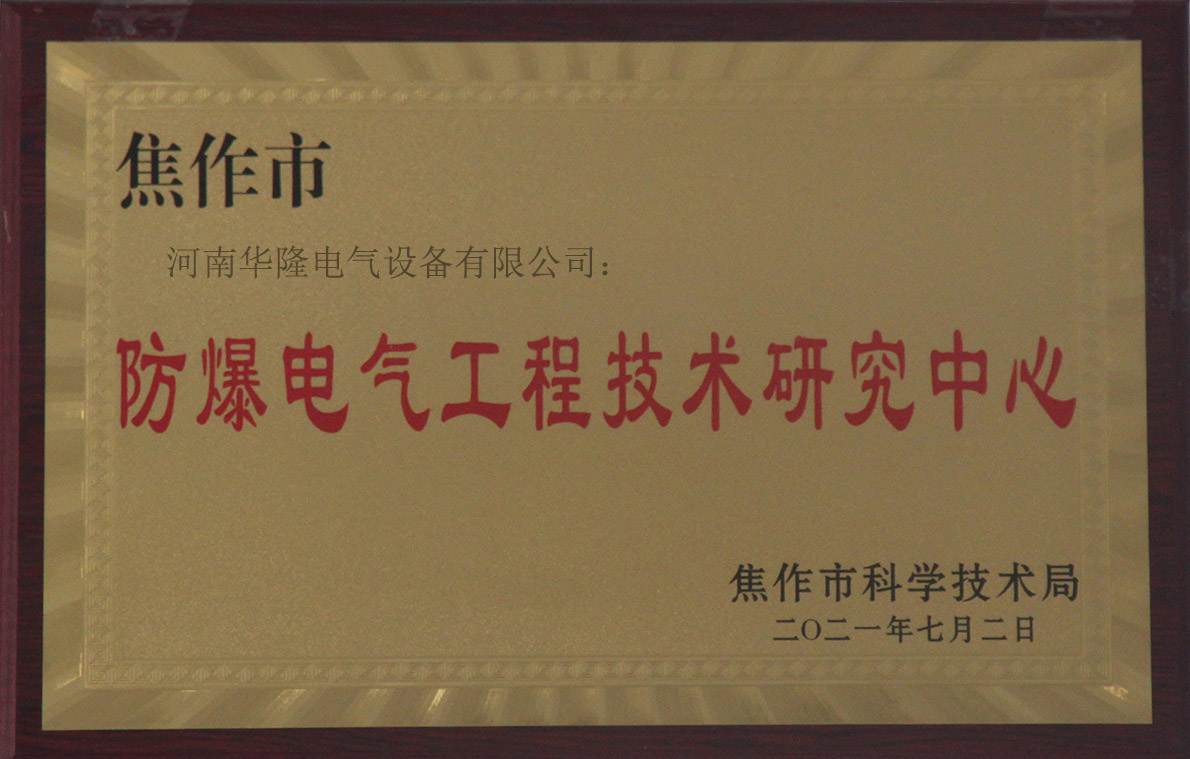 焦作市
河南华隆电气设备有限公司：
防爆电气工程技术研究中心
焦作市科学技术局
二〇二一年七月二日